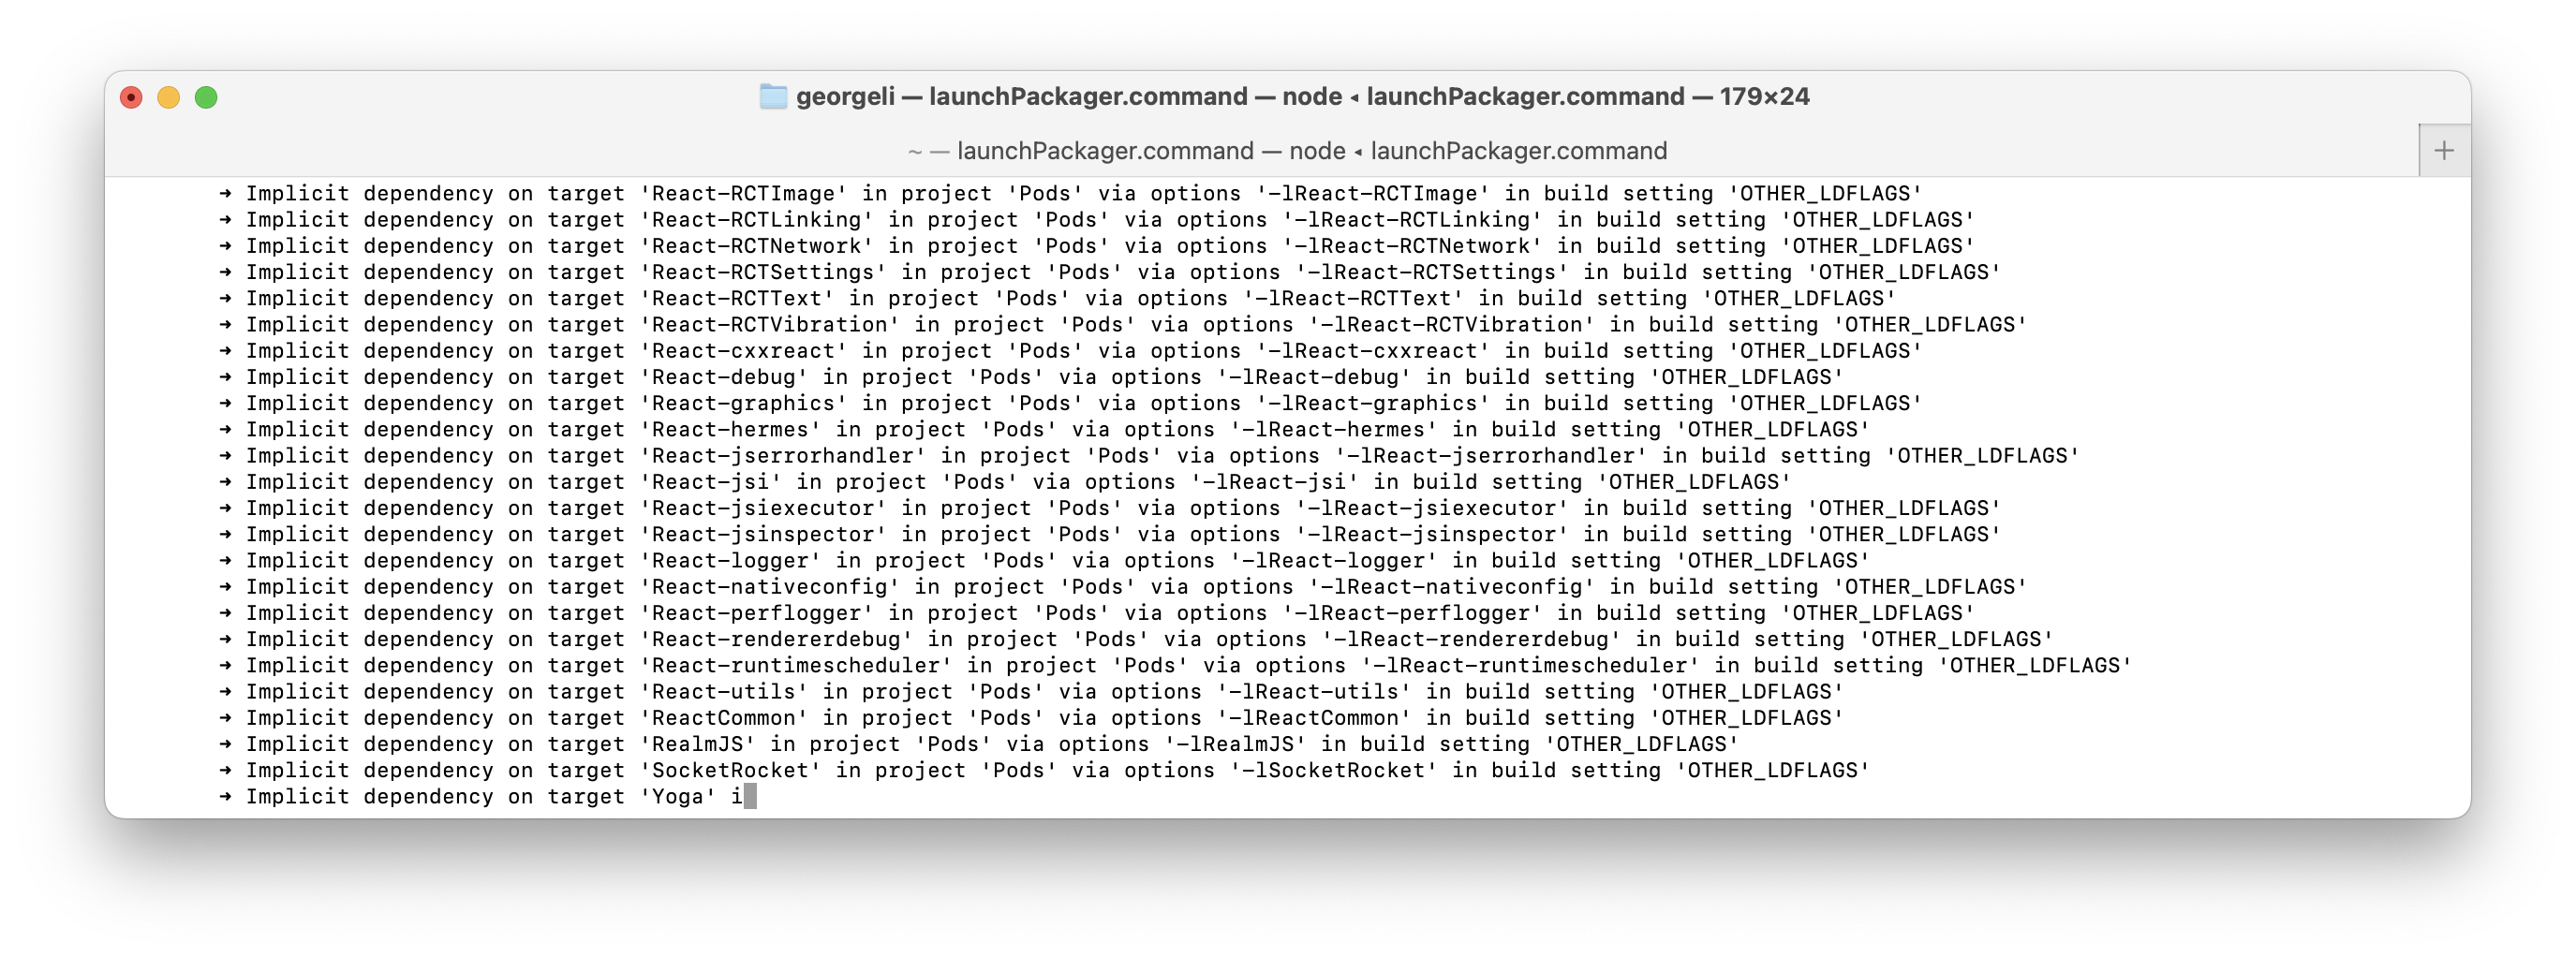 georgeli — launchPackager.command — node ◂ launchPackager.command — 179×24
~ — launchPackager.command — node ◂ launchPackager.command
➜ Implicit dependency on target 'React-RCTImage' in project 'Pods' via options '-lReact-RCTImage' in build setting 'OTHER_LDFLAGS'
➜ Implicit dependency on target 'React-RCTLinking' in project 'Pods' via options '-lReact-RCTLinking' in build setting 'OTHER_LDFLAGS'
➜ Implicit dependency on target 'React-RCTNetwork' in project 'Pods' via options '-lReact-RCTNetwork' in build setting 'OTHER_LDFLAGS'
➜ Implicit dependency on target 'React-RCTSettings' in project 'Pods' via options '-lReact-RCTSettings' in build setting 'OTHER_LDFLAGS'
➜ Implicit dependency on target 'React-RCTText' in project 'Pods' via options '-lReact-RCTText' in build setting 'OTHER_LDFLAGS'
➜ Implicit dependency on target 'React-RCTVibration' in project 'Pods' via options '-lReact-RCTVibration' in build setting 'OTHER_LDFLAGS'
➜ Implicit dependency on target 'React-cxxreact' in project 'Pods' via options '-lReact-cxxreact' in build setting 'OTHER_LDFLAGS'
➜ Implicit dependency on target 'React-debug' in project 'Pods' via options '-lReact-debug' in build setting 'OTHER_LDFLAGS'
➜ Implicit dependency on target 'React-graphics' in project 'Pods' via options '-lReact-graphics' in build setting 'OTHER_LDFLAGS'
➜ Implicit dependency on target 'React-hermes' in project 'Pods' via options '-lReact-hermes' in build setting 'OTHER_LDFLAGS'
➜ Implicit dependency on target 'React-jserrorhandler' in project 'Pods' via options '-lReact-jserrorhandler' in build setting 'OTHER_LDFLAGS'
➜ Implicit dependency on target 'React-jsi' in project 'Pods' via options '-lReact-jsi' in build setting 'OTHER_LDFLAGS'
➜ Implicit dependency on target 'React-jsiexecutor' in project 'Pods' via options '-lReact-jsiexecutor' in build setting 'OTHER_LDFLAGS'
➜ Implicit dependency on target 'React-jsinspector' in project 'Pods' via options '-lReact-jsinspector' in build setting 'OTHER_LDFLAGS'
➜ Implicit dependency on target 'React-logger' in project 'Pods' via options '-lReact-logger' in build setting 'OTHER_LDFLAGS'
➜ Implicit dependency on target 'React-nativeconfig' in project 'Pods' via options '-lReact-nativeconfig' in build setting 'OTHER_LDFLAGS'
➜ Implicit dependency on target 'React-perflogger' in project 'Pods' via options '-lReact-perflogger' in build setting 'OTHER_LDFLAGS'
➜ Implicit dependency on target 'React-rendererdebug' in project 'Pods' via options '-lReact-rendererdebug' in build setting 'OTHER_LDFLAGS'
➜ Implicit dependency on target 'React-runtimescheduler' in project 'Pods' via options '-lReact-runtimescheduler' in build setting 'OTHER_LDFLAGS'
➜ Implicit dependency on target 'React-utils' in project 'Pods' via options '-lReact-utils' in build setting 'OTHER_LDFLAGS'
➜ Implicit dependency on target 'ReactCommon' in project 'Pods' via options '-lReactCommon' in build setting 'OTHER_LDFLAGS'
➜ Implicit dependency on target 'RealmJS' in project 'Pods' via options '-lRealmJS' in build setting 'OTHER_LDFLAGS'
➜ Implicit dependency on target 'SocketRocket' in project 'Pods' via options '-lSocketRocket' in build setting 'OTHER_LDFLAGS'
➜ Implicit dependency on target 'Yoga' i